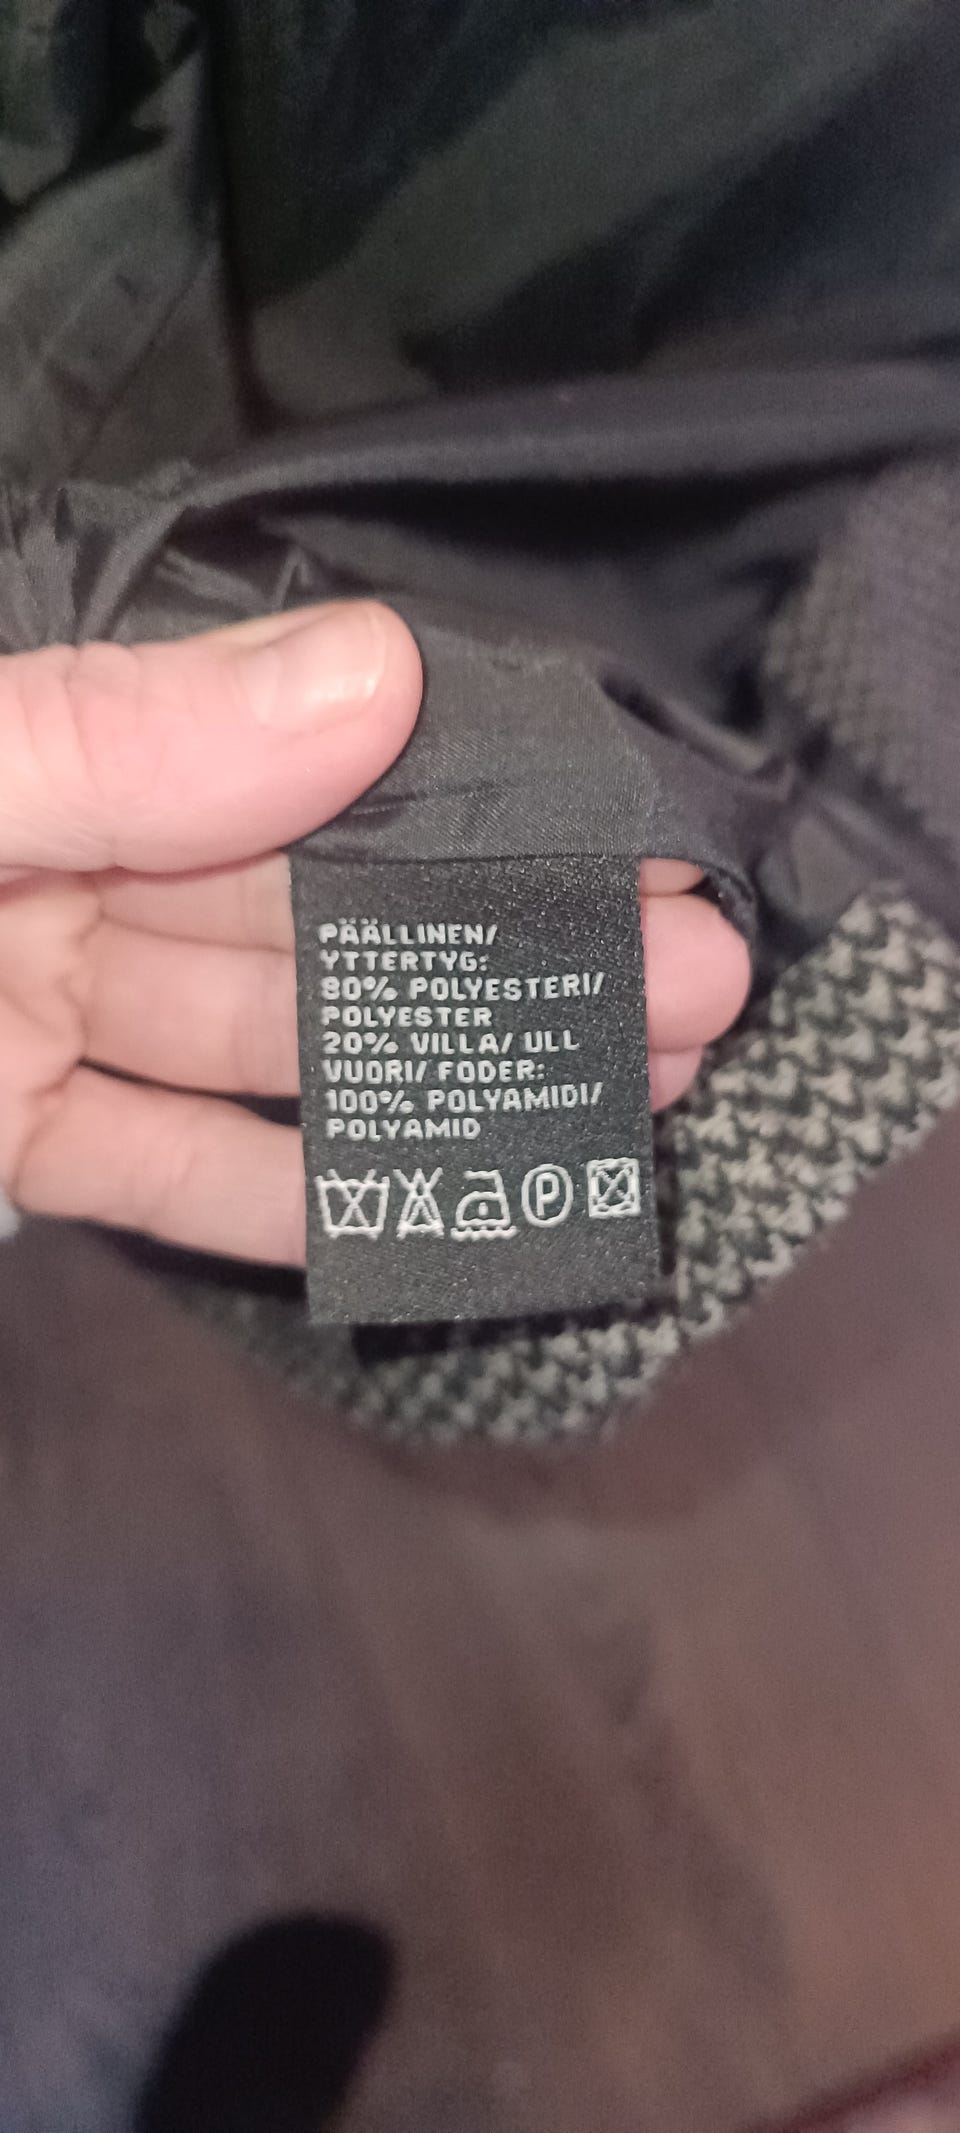 PÄÄLLINEN/
YTTERTYG:
80% POLYESTERI/
POLYESTER
20% VILLA/ ULL
VUORI/ FODER:
100% POLYAMIDI/
POLYAMID
P